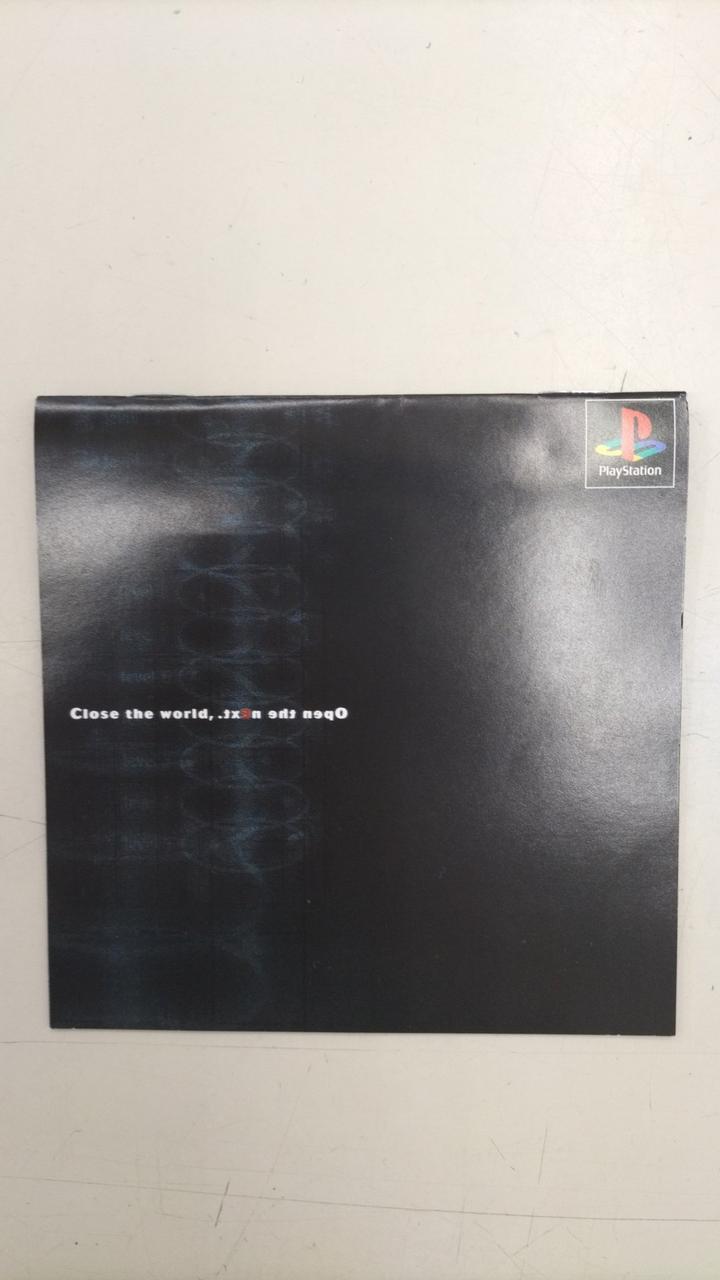 PlayStation
Close the world, .txEn eht nepO